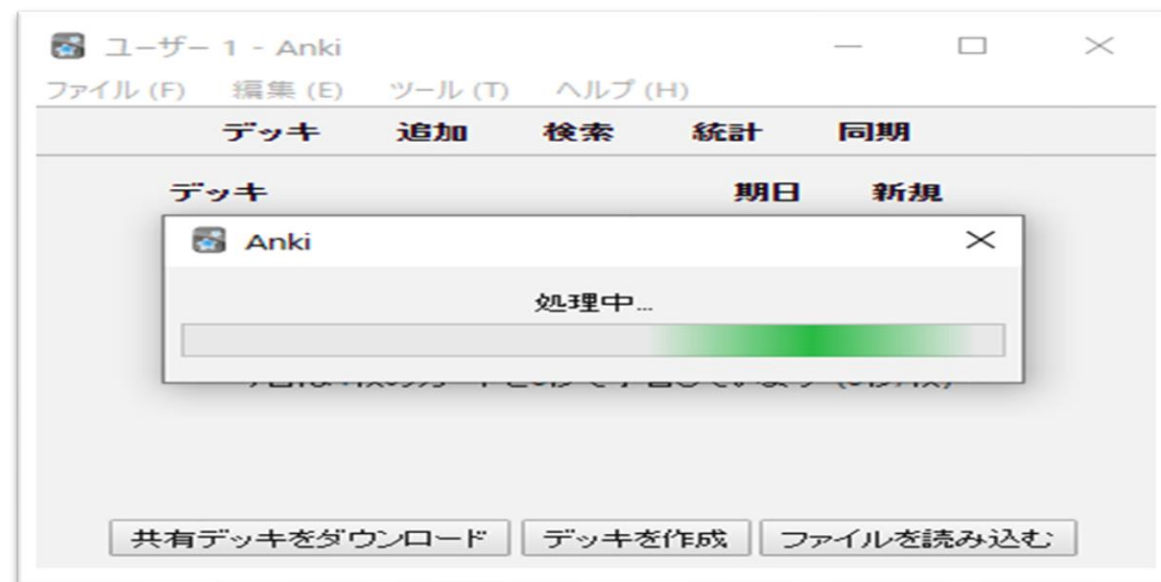 ユーザー 1 - Anki
ファイル (F) 編集 (E) ツール (T) ヘルプ (H)
デッキ 追加 検索 統計 同期
デッキ 期日 新規
Anki
処理中...
共有デッキをダウンロード デッキを作成 ファイルを読み込む